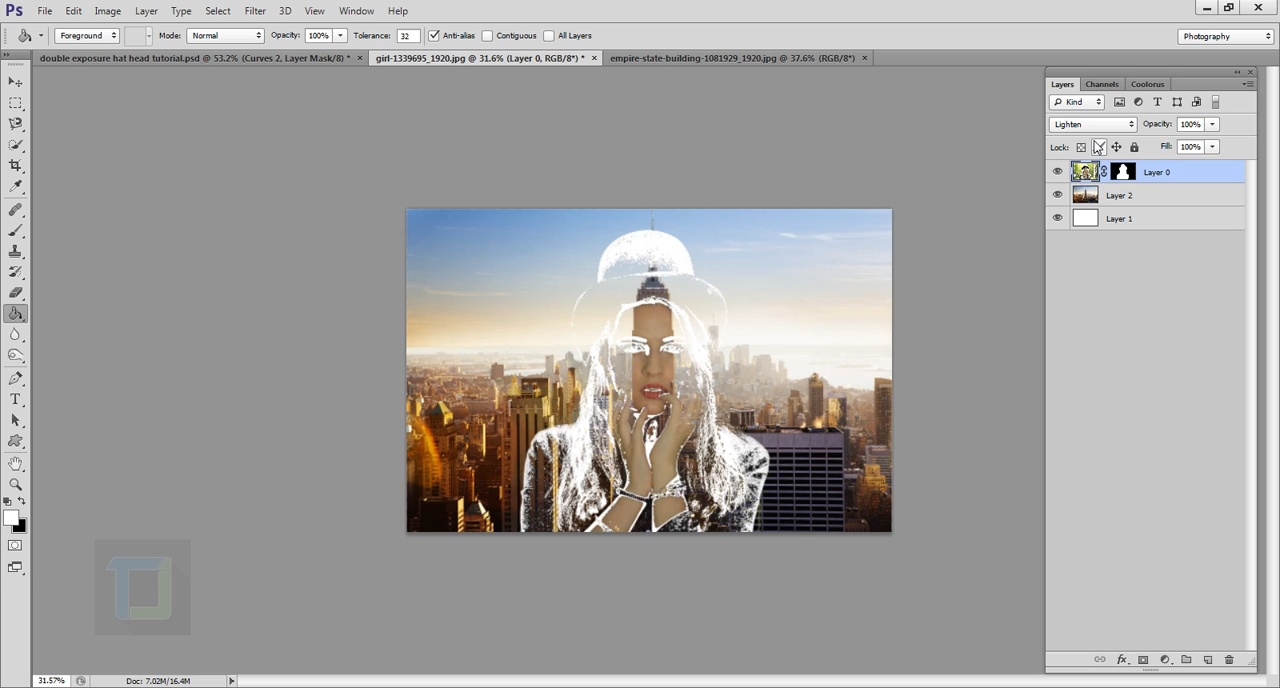 Ps File Edit Image Layer Type Select Filter 3D View Window Help
Foreground Mode: Normal Opacity: 100% Tolerance: 32 Anti-alias Contiguous All Layers Photography
double exposure hat head tutorial.psd @ 53.2% (Curves 2, Layer Mask/8) * × girl-1339695_1920.jpg @ 31.6% (Layer 0, RGB/8*) * × empire-state-building-1081929_1920.jpg @ 37.6% (RGB/8*) ×
Layers Channels Coolorus
Kind
Lighten Opacity: 100%
Lock: Fill: 100%
Layer 0
Layer 2
Layer 1
31.57% Doc: 7.02M/16.4M